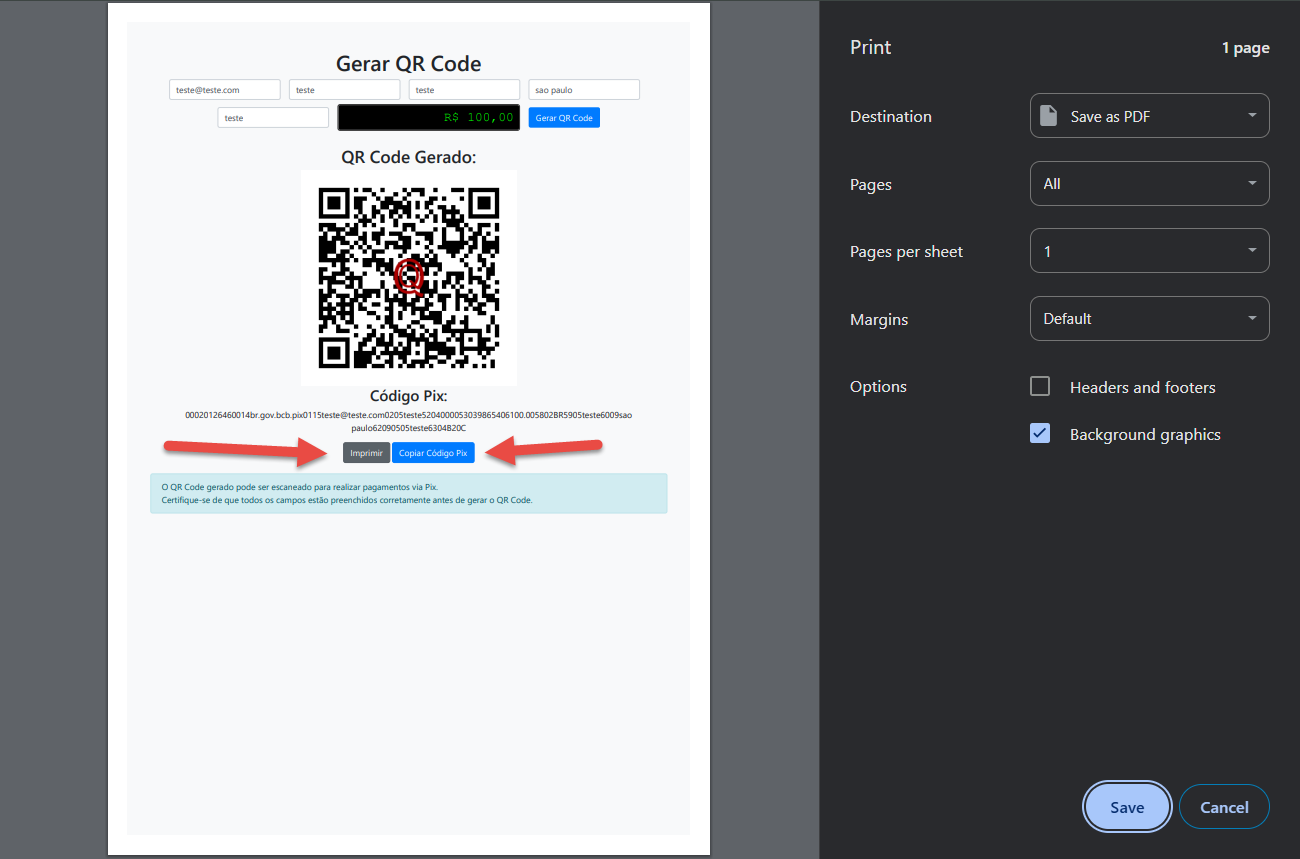 Gerar QR Code
teste@teste.com teste teste sao paulo
teste R$ 100,00 Gerar QR Code
QR Code Gerado:
Q
Código Pix:
00020126460014br.gov.bcb.pix0115teste@teste.com0205teste5204000053039865406100.005802BR5905teste6009sao
paulo62090505teste6304B20C
Imprimir Copiar Código Pix
O QR Code gerado pode ser escaneado para realizar pagamentos via Pix.
Certifique-se de que todos os campos estão preenchidos corretamente antes de gerar o QR Code.
Print 1 page
Destination Save as PDF
Pages All
Pages per sheet 1
Margins Default
Options Headers and footers
Background graphics
Save Cancel